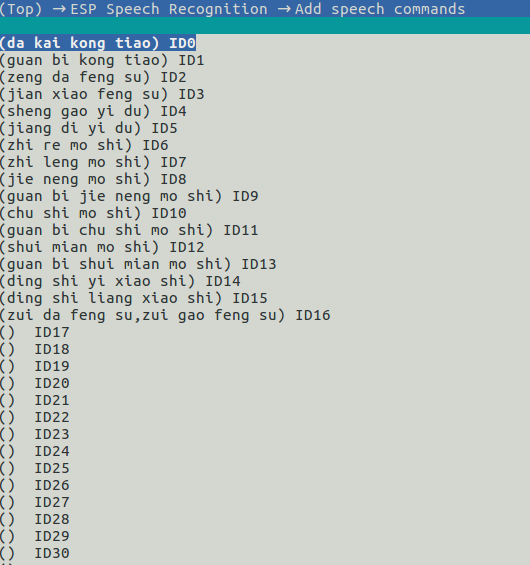 (Top) → ESP Speech Recognition → Add speech commands
(da kai kong tiao) ID0
(guan bi kong tiao) ID1
(zeng da feng su) ID2
(jian xiao feng su) ID3
(sheng gao yi du) ID4
(jiang di yi du) ID5
(zhi re mo shi) ID6
(zhi leng mo shi) ID7
(jie neng mo shi) ID8
(guan bi jie neng mo shi) ID9
(chu shi mo shi) ID10
(guan bi chu shi mo shi) ID11
(shui mian mo shi) ID12
(guan bi shui mian mo shi) ID13
(ding shi yi xiao shi) ID14
(ding shi liang xiao shi) ID15
(zui da feng su,zui gao feng su) ID16
() ID17
() ID18
() ID19
() ID20
() ID21
() ID22
() ID23
() ID24
() ID25
() ID26
() ID27
() ID28
() ID29
() ID30